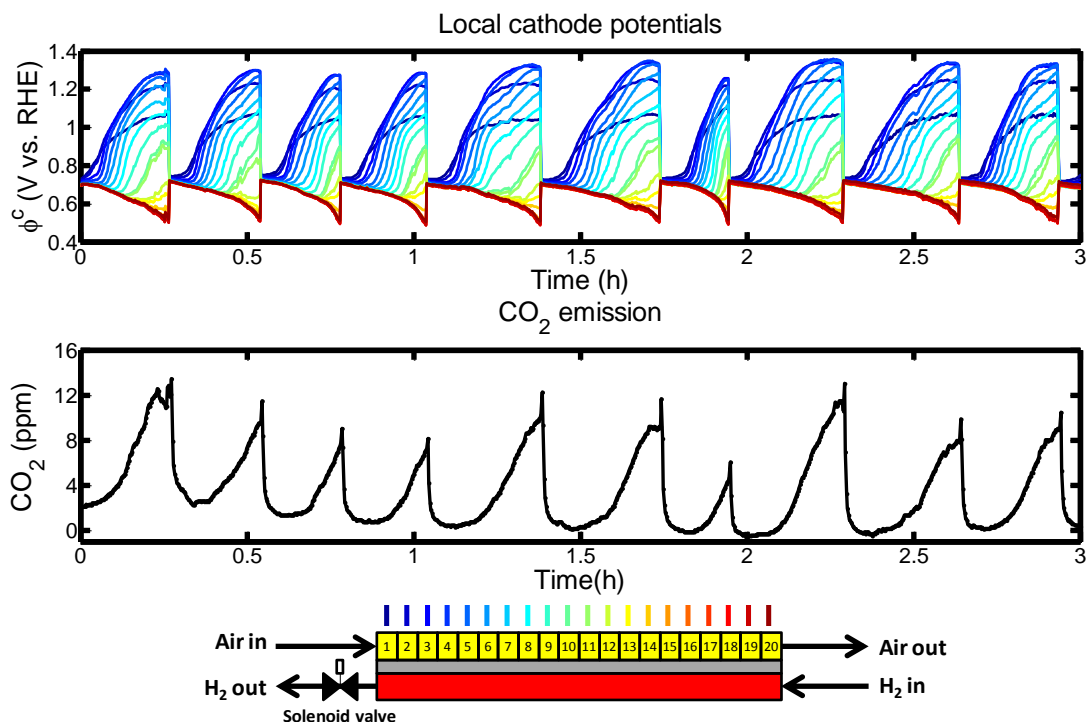 Local cathode potentials
1.4
1.2
1
0.8
0.6
0.4
ϕᶜ (V vs. RHE)
0 0.5 1 1.5 2 2.5 3
Time (h)
CO₂ emission
16
12
8
4
0
CO₂ (ppm)
0 0.5 1 1.5 2 2.5 3
Time(h)
Air in
1 2 3 4 5 6 7 8 9 10 11 12 13 14 15 16 17 18 19 20
Air out
H₂ out
H₂ in
Solenoid valve